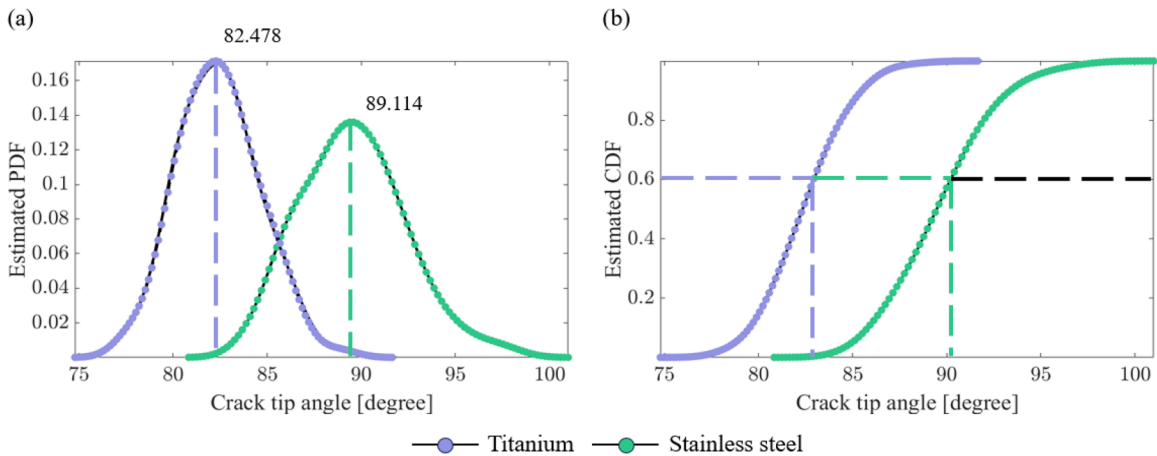 (a)
82.478
89.114
0.16
0.14
0.12
0.1
0.08
0.06
0.04
0.02
Estimated PDF
75 80 85 90 95 100
Crack tip angle [degree]
(b)
0.8
0.6
0.4
0.2
Estimated CDF
75 80 85 90 95 100
Crack tip angle [degree]
Titanium Stainless steel